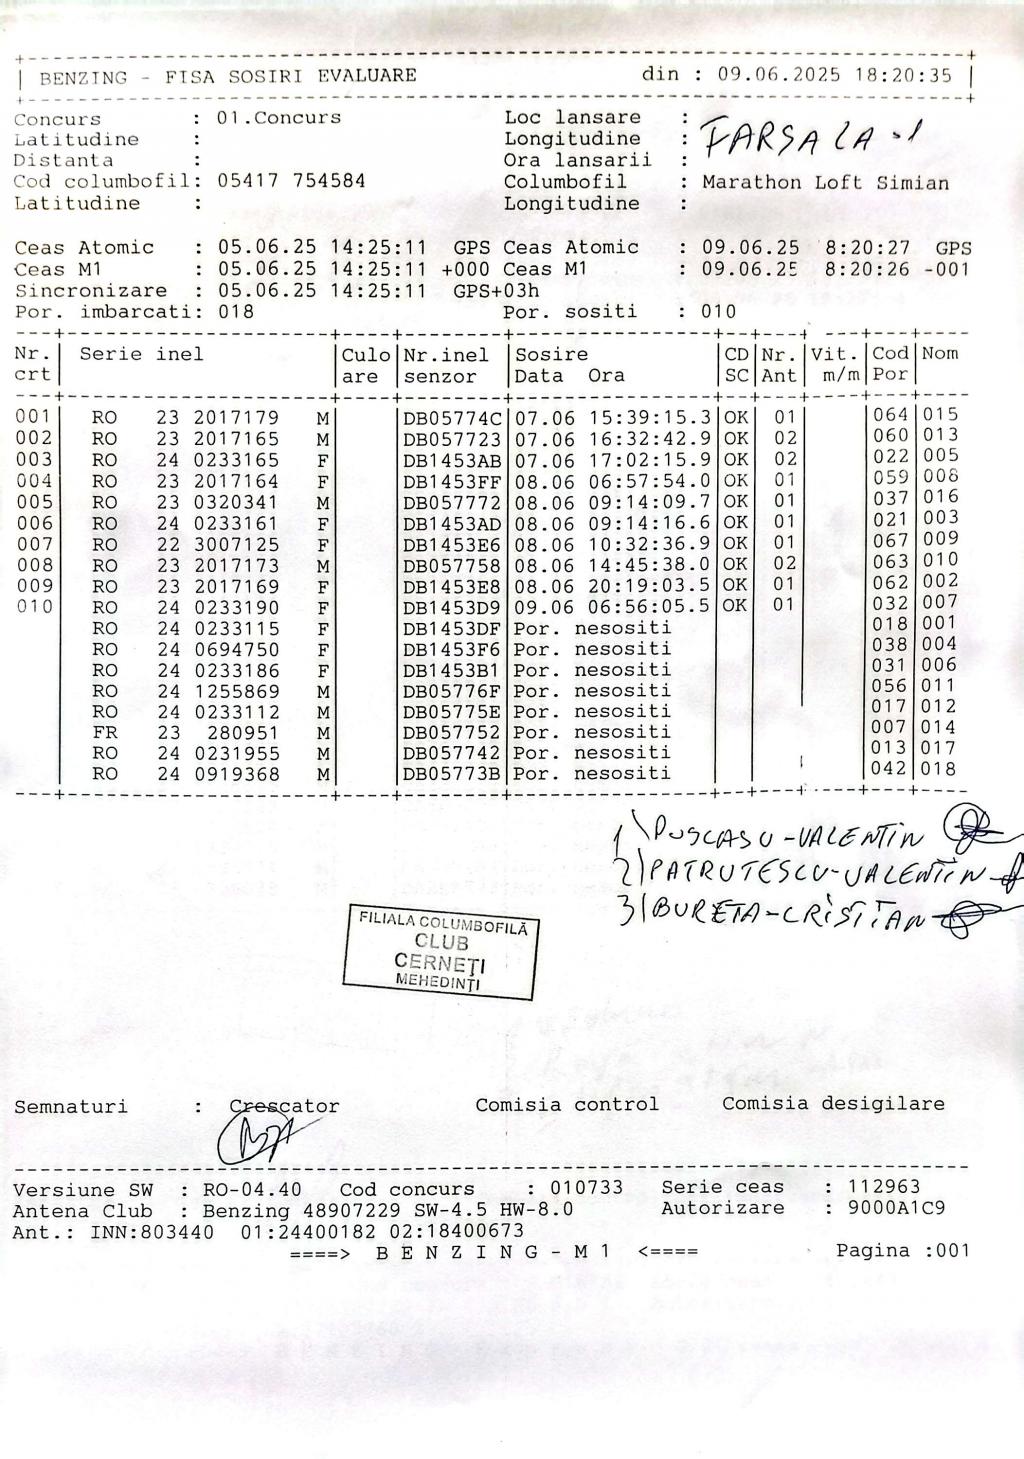 BENZING - FISA SOSIRI EVALUARE din : 09.06.2025 18:20:35
Concurs : 01.Concurs Loc lansare :
Latitudine : Longitudine : FARSALA -1
Distanta : Ora lansarii :
Cod columbofil: 05417 754584 Columbofil : Marathon Loft Simian
Latitudine : Longitudine :
Ceas Atomic : 05.06.25 14:25:11 GPS Ceas Atomic : 09.06.25 8:20:27 GPS
Ceas M1 : 05.06.25 14:25:11 +000 Ceas M1 : 09.06.25 8:20:26 -001
Sincronizare : 05.06.25 14:25:11 GPS+03h
Por. imbarcati: 018 Por. sositi : 010
Nr. Serie inel Culo Nr.inel Sosire CD Nr. Vit. Cod Nom
crt are senzor Data Ora SC Ant m/m Por
001 RO 23 2017179 M DB05774C 07.06 15:39:15.3 OK 01 064 015
002 RO 23 2017165 M DB057723 07.06 16:32:42.9 OK 02 060 013
003 RO 24 0233165 F DB1453AB 07.06 17:02:15.9 OK 02 022 005
004 RO 23 2017164 F DB1453FF 08.06 06:57:54.0 OK 01 059 008
005 RO 23 0320341 M DB057772 08.06 09:14:09.7 OK 01 037 016
006 RO 24 0233161 F DB1453AD 08.06 09:14:16.6 OK 01 021 003
007 RO 22 3007125 F DB1453E6 08.06 10:32:36.9 OK 01 067 009
008 RO 23 2017173 M DB057758 08.06 14:45:38.0 OK 02 063 010
009 RO 23 2017169 F DB1453E8 08.06 20:19:03.5 OK 01 062 002
010 RO 24 0233190 F DB1453D9 09.06 06:56:05.5 OK 01 032 007
RO 24 0233115 F DB1453DF Por. nesositi 018 001
RO 24 0694750 F DB1453F6 Por. nesositi 038 004
RO 24 0233186 F DB1453B1 Por. nesositi 031 006
RO 24 1255869 M DB05776F Por. nesositi 056 011
RO 24 0233112 M DB05775E Por. nesositi 017 012
FR 23 280951 M DB057752 Por. nesositi 007 014
RO 24 0231955 M DB057742 Por. nesositi 013 017
RO 24 0919368 M DB05773B Por. nesositi 042 018
1\ PUSCASU-VALENTIN
2| PATRUTESCU-VALENTIN
3| BURETA-CRISTIAN
FILIALA COLUMBOFILĂ
CLUB
CERNEȚI
MEHEDINȚI
Semnaturi : Crescator Comisia control Comisia desigilare
Versiune SW : RO-04.40 Cod concurs : 010733 Serie ceas : 112963
Antena Club : Benzing 48907229 SW-4.5 HW-8.0 Autorizare : 9000A1C9
Ant.: INN:803440 01:24400182 02:18400673
====> B E N Z I N G - M 1 <==== Pagina :001